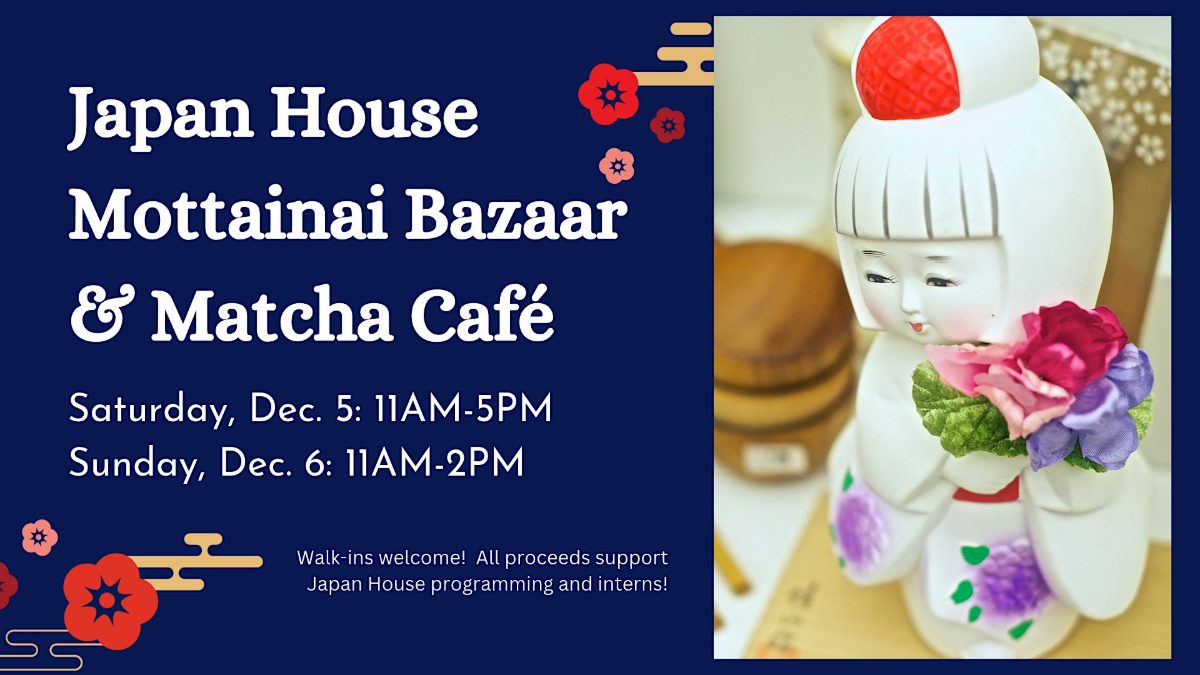 Japan House
Mottainai Bazaar
& Matcha Café
Saturday, Dec. 5: 11AM-5PM
Sunday, Dec. 6: 11AM-2PM
Walk-ins welcome! All proceeds support
Japan House programming and interns!